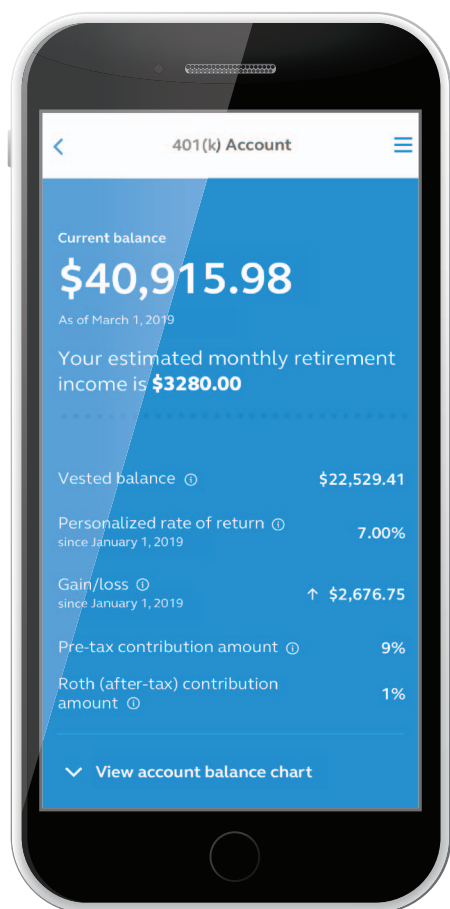 401(k) Account
Current balance
$40,915.98
As of March 1, 2019
Your estimated monthly retirement
income is $3280.00
Vested balance
$22,529.41
Personalized rate of return
since January 1, 2019
7.00%
Gain/loss
since January 1, 2019
↑ $2,676.75
Pre-tax contribution amount
9%
Roth (after-tax) contribution
amount
1%
View account balance chart